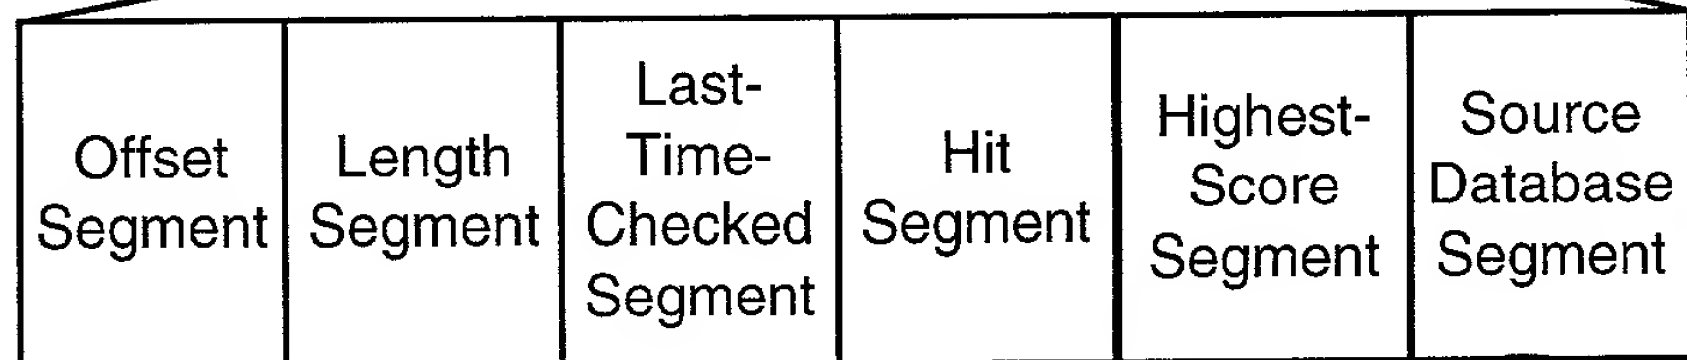 Offset
Segment
Length
Segment
Last-
Time-
Checked
Segment
Hit
Segment
Highest-
Score
Segment
Source
Database
Segment